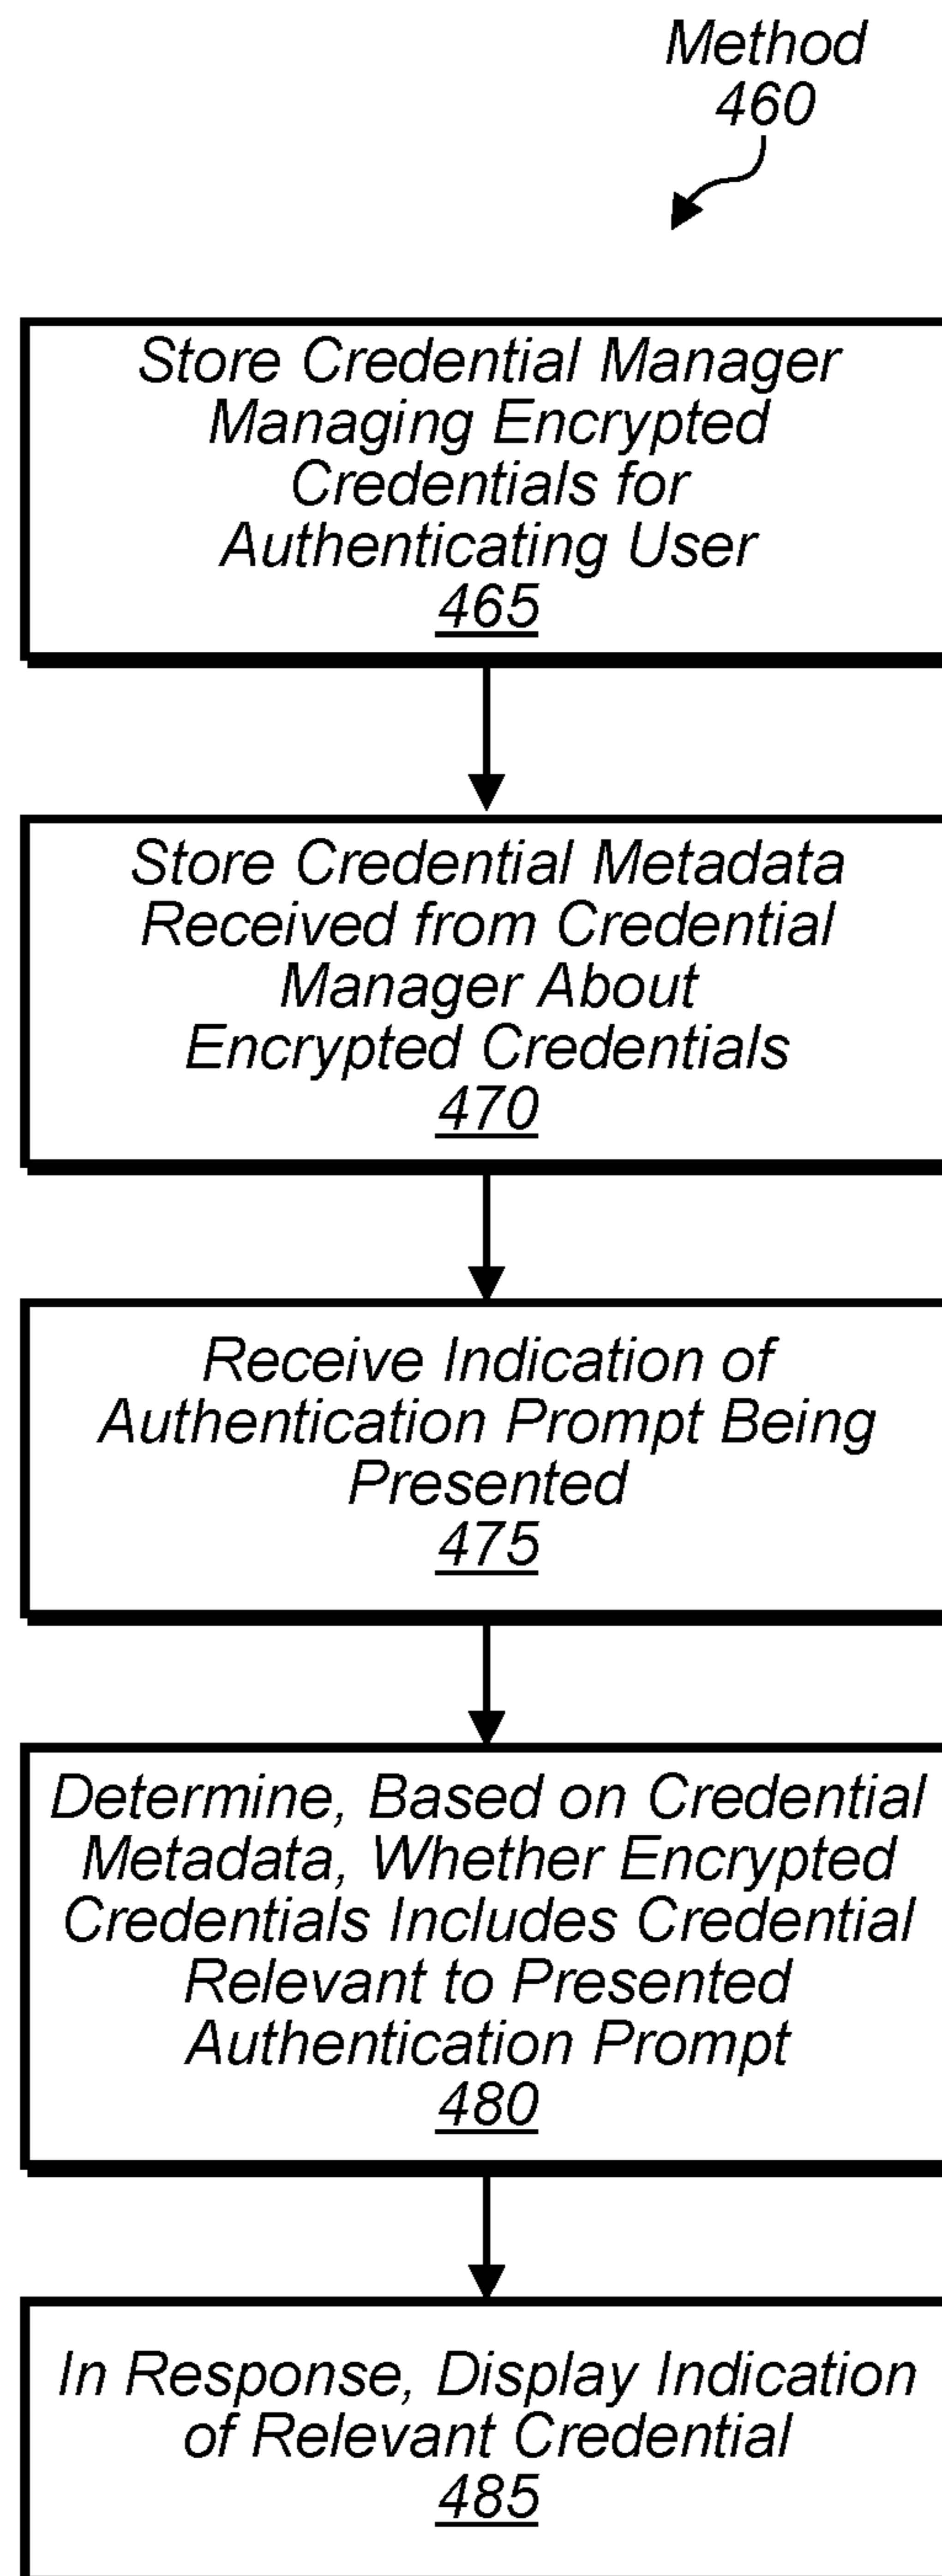 Method
460
Store Credential Manager
Managing Encrypted
Credentials for
Authenticating User
465
Store Credential Metadata
Received from Credential
Manager About
Encrypted Credentials
470
Receive Indication of
Authentication Prompt Being
Presented
475
Determine, Based on Credential
Metadata, Whether Encrypted
Credentials Includes Credential
Relevant to Presented
Authentication Prompt
480
In Response, Display Indication
of Relevant Credential
485